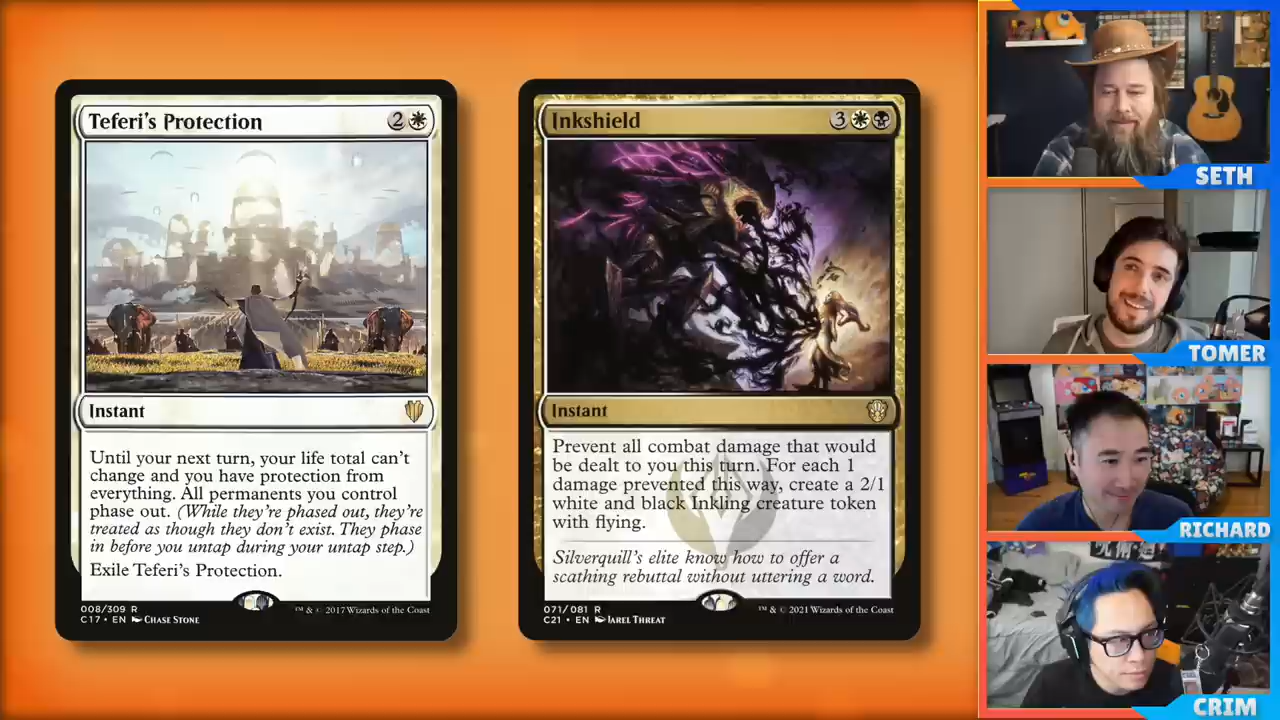 Teferi's Protection 2
Instant
Until your next turn, your life total can't
change and you have protection from
everything. All permanents you control
phase out. (While they're phased out, they're
treated as though they don't exist. They phase
in before you untap during your untap step.)
Exile Teferi's Protection.
008/309 R
C17 • EN CHASE STONE
™ & © 2017 Wizards of the Coast
Inkshield 3
Instant
Prevent all combat damage that would
be dealt to you this turn. For each 1
damage prevented this way, create a 2/1
white and black Inkling creature token
with flying.
Silverquill's elite know how to offer a
scathing rebuttal without uttering a word.
071/081 R
C21 • EN JAREL THREAT
™ & © 2021 Wizards of the Coast
SETH
TOMER
RICHARD
CRIM